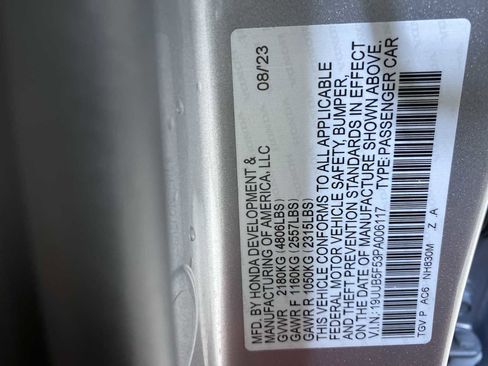 MFD. BY HONDA DEVELOPMENT & 08/23
MANUFACTURING OF AMERICA, LLC
GVWR 2180KG (4806LBS)
GAWR F 1160KG (2557LBS)
GAWR R 1050KG (2315LBS)
THIS VEHICLE CONFORMS TO ALL APPLICABLE
FEDERAL MOTOR VEHICLE SAFETY, BUMPER,
AND THEFT PREVENTION STANDARDS IN EFFECT
ON THE DATE OF MANUFACTURE SHOWN ABOVE.
V.I.N.: 19UUB5F53PA006117 TYPE: PASSENGER CAR
TGV P AC6 NH830M Z .A